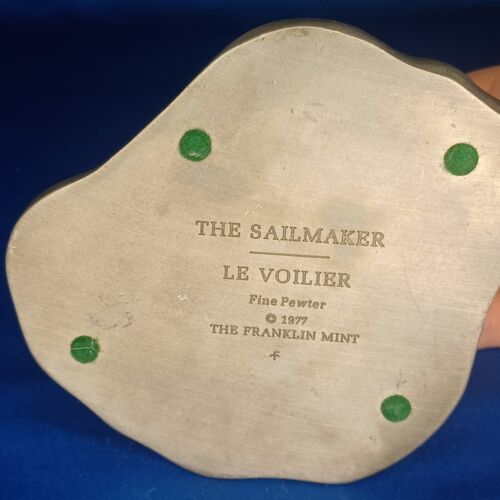 THE SAILMAKER
LE VOILIER
Fine Pewter
© 1977
THE FRANKLIN MINT